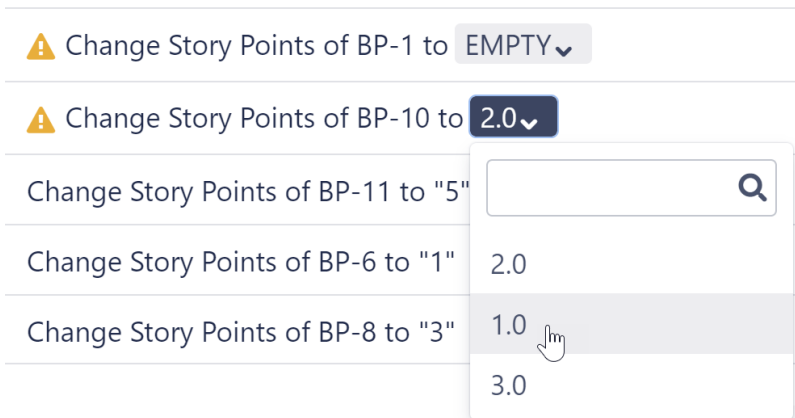 Change Story Points of BP-1 to EMPTY
Change Story Points of BP-10 to 2.0
Change Story Points of BP-11 to "5"
2.0
Change Story Points of BP-6 to "1"
1.0
Change Story Points of BP-8 to "3"
3.0